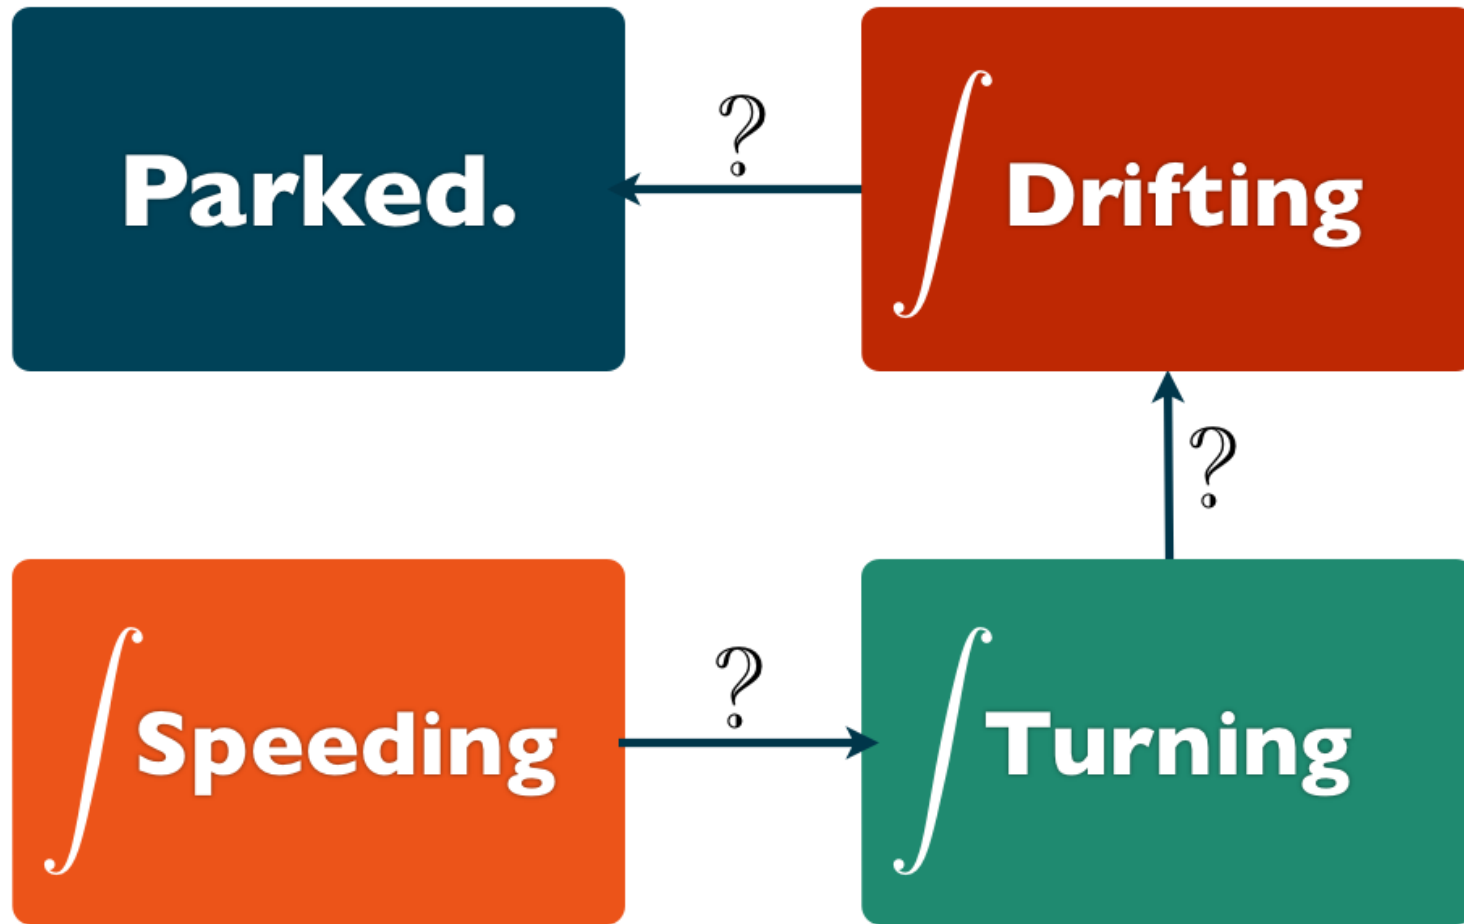 Parked.
?
∫ Drifting
?
∫ Speeding
?
∫ Turning